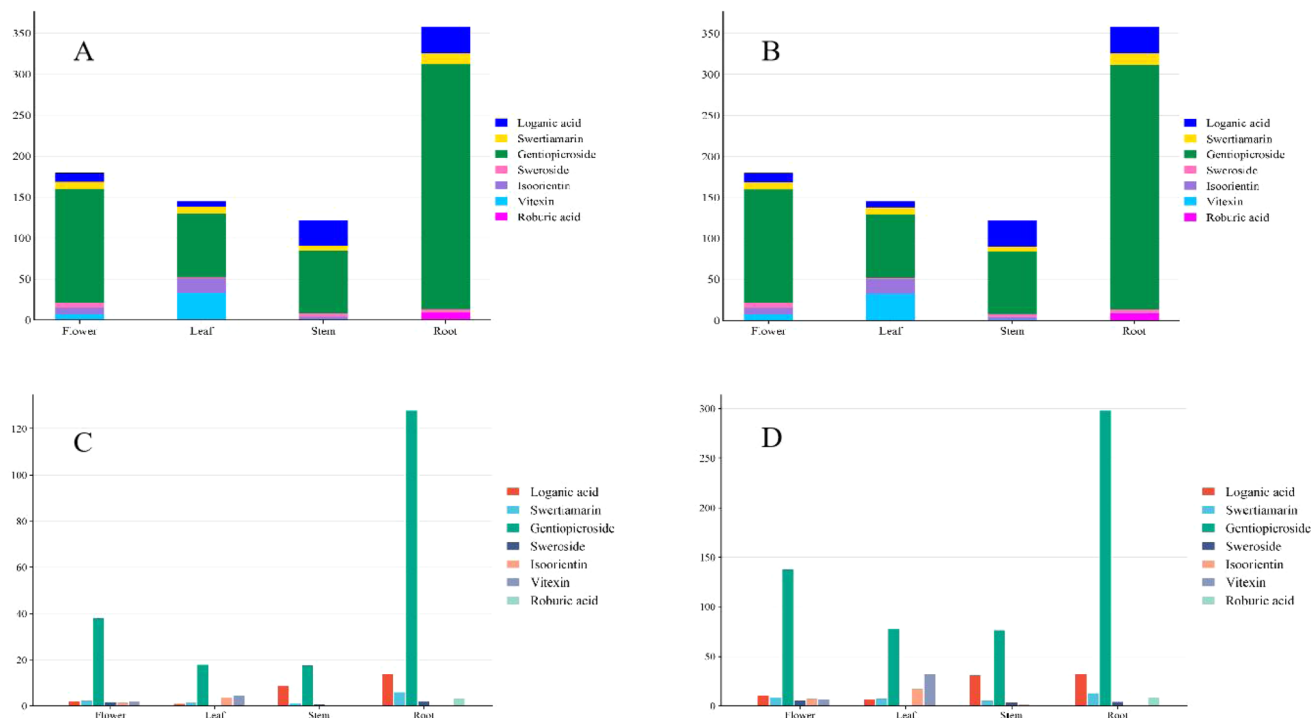 A
350
300
250
200
150
100
50
0
Flower
Leaf
Stem
Root
Loganic acid
Swertiamarin
Gentiopicroside
Sweroside
Isoorientin
Vitexin
Roburic acid
B
350
300
250
200
150
100
50
0
Flower
Leaf
Stem
Root
Loganic acid
Swertiamarin
Gentiopicroside
Sweroside
Isoorientin
Vitexin
Roburic acid
C
120
100
80
60
40
20
0
Flower
Leaf
Stem
Root
Loganic acid
Swertiamarin
Gentiopicroside
Sweroside
Isoorientin
Vitexin
Roburic acid
D
300
250
200
150
100
50
0
Flower
Leaf
Stem
Root
Loganic acid
Swertiamarin
Gentiopicroside
Sweroside
Isoorientin
Vitexin
Roburic acid